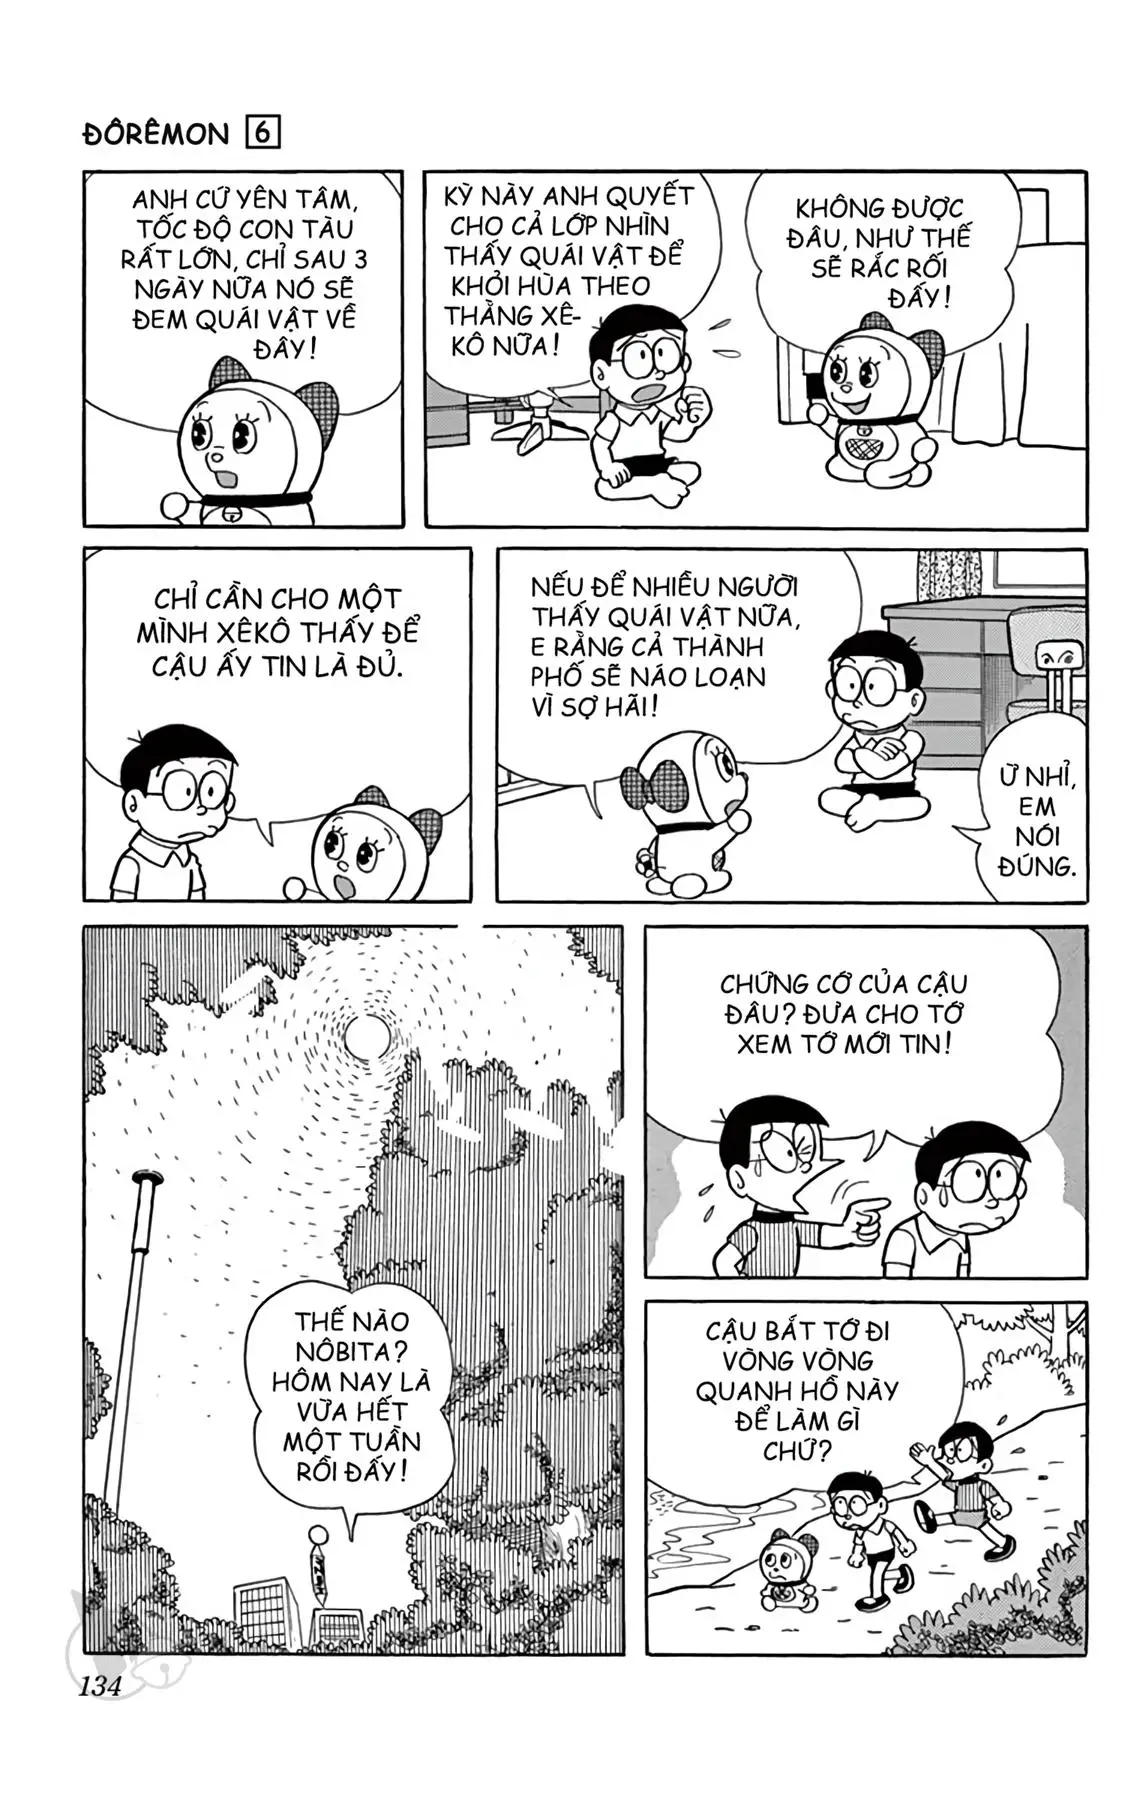 ĐÔRÊMON 6
ANH CỨ YÊN TÂM,
TỐC ĐỘ CON TÀU
RẤT LỚN, CHỈ SAU 3
NGÀY NỮA NÓ SẼ
ĐEM QUÁI VẬT VỀ
ĐÂY!
KỲ NÀY ANH QUYẾT
CHO CẢ LỚP NHÌN
THẤY QUÁI VẬT ĐỂ
KHỎI HÙA THEO
THẰNG XÊ-
KÔ NỮA!
KHÔNG ĐƯỢC
ĐÂU, NHƯ THẾ
SẼ RẮC RỐI
ĐẤY!
CHỈ CẦN CHO MỘT
MÌNH XÊKÔ THẤY ĐỂ
CẬU ẤY TIN LÀ ĐỦ.
NẾU ĐỂ NHIỀU NGƯỜI
THẤY QUÁI VẬT NỮA,
E RẰNG CẢ THÀNH
PHỐ SẼ NÁO LOẠN
VÌ SỢ HÃI!
Ừ NHỈ,
EM
NÓI
ĐÚNG.
THẾ NÀO
NÔBITA?
HÔM NAY LÀ
VỪA HẾT
MỘT TUẦN
RỒI ĐẤY!
CHỨNG CỚ CỦA CẬU
ĐÂU? ĐƯA CHO TỚ
XEM TỚ MỚI TIN!
CẬU BẮT TỚ ĐI
VÒNG VÒNG
QUANH HỒ NÀY
ĐỂ LÀM GÌ
CHỨ?
134